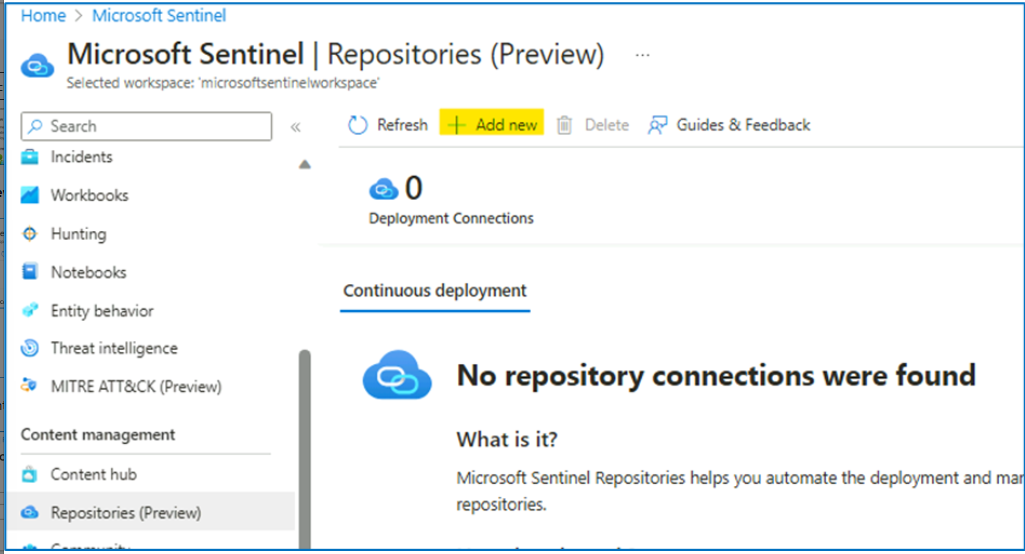 Home > Microsoft Sentinel
Microsoft Sentinel | Repositories (Preview) ...
Selected workspace: 'microsoftsentinelworkspace'
Search «
Refresh + Add new Delete Guides & Feedback
Incidents
Workbooks
Hunting
Notebooks
Entity behavior
Threat intelligence
MITRE ATT&CK (Preview)
Content management
Content hub
Repositories (Preview)
Community
0
Deployment Connections
Continuous deployment
No repository connections were found
What is it?
Microsoft Sentinel Repositories helps you automate the deployment and mar
repositories.